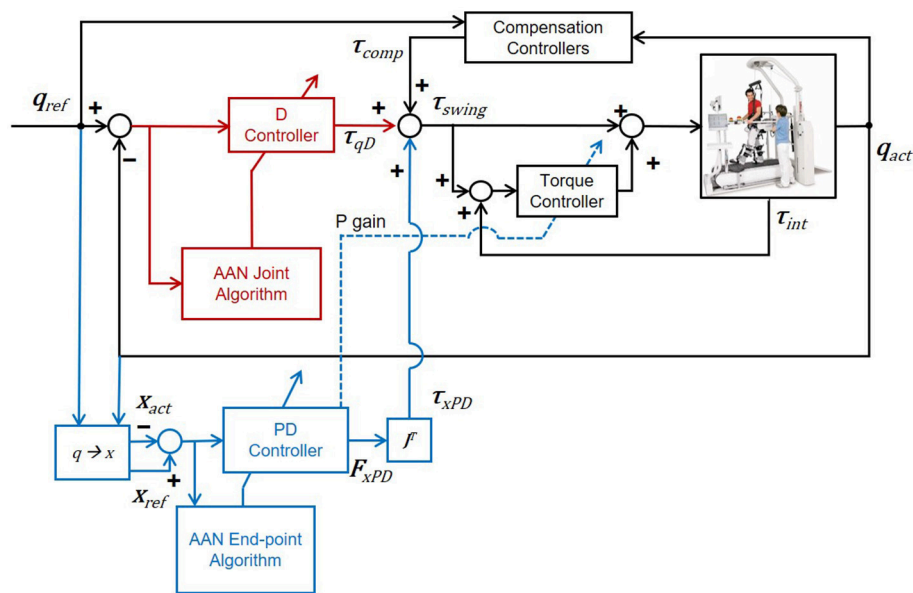 Compensation
Controllers
τcomp
qref
+
−
D
Controller
τqD
+
+
+
τswing
+
+
Torque
Controller
+
+
qact
τint
P gain
AAN Joint
Algorithm
τxPD
xact
−
q → x
+
xref
PD
Controller
FxPD
Jᵀ
AAN End-point
Algorithm